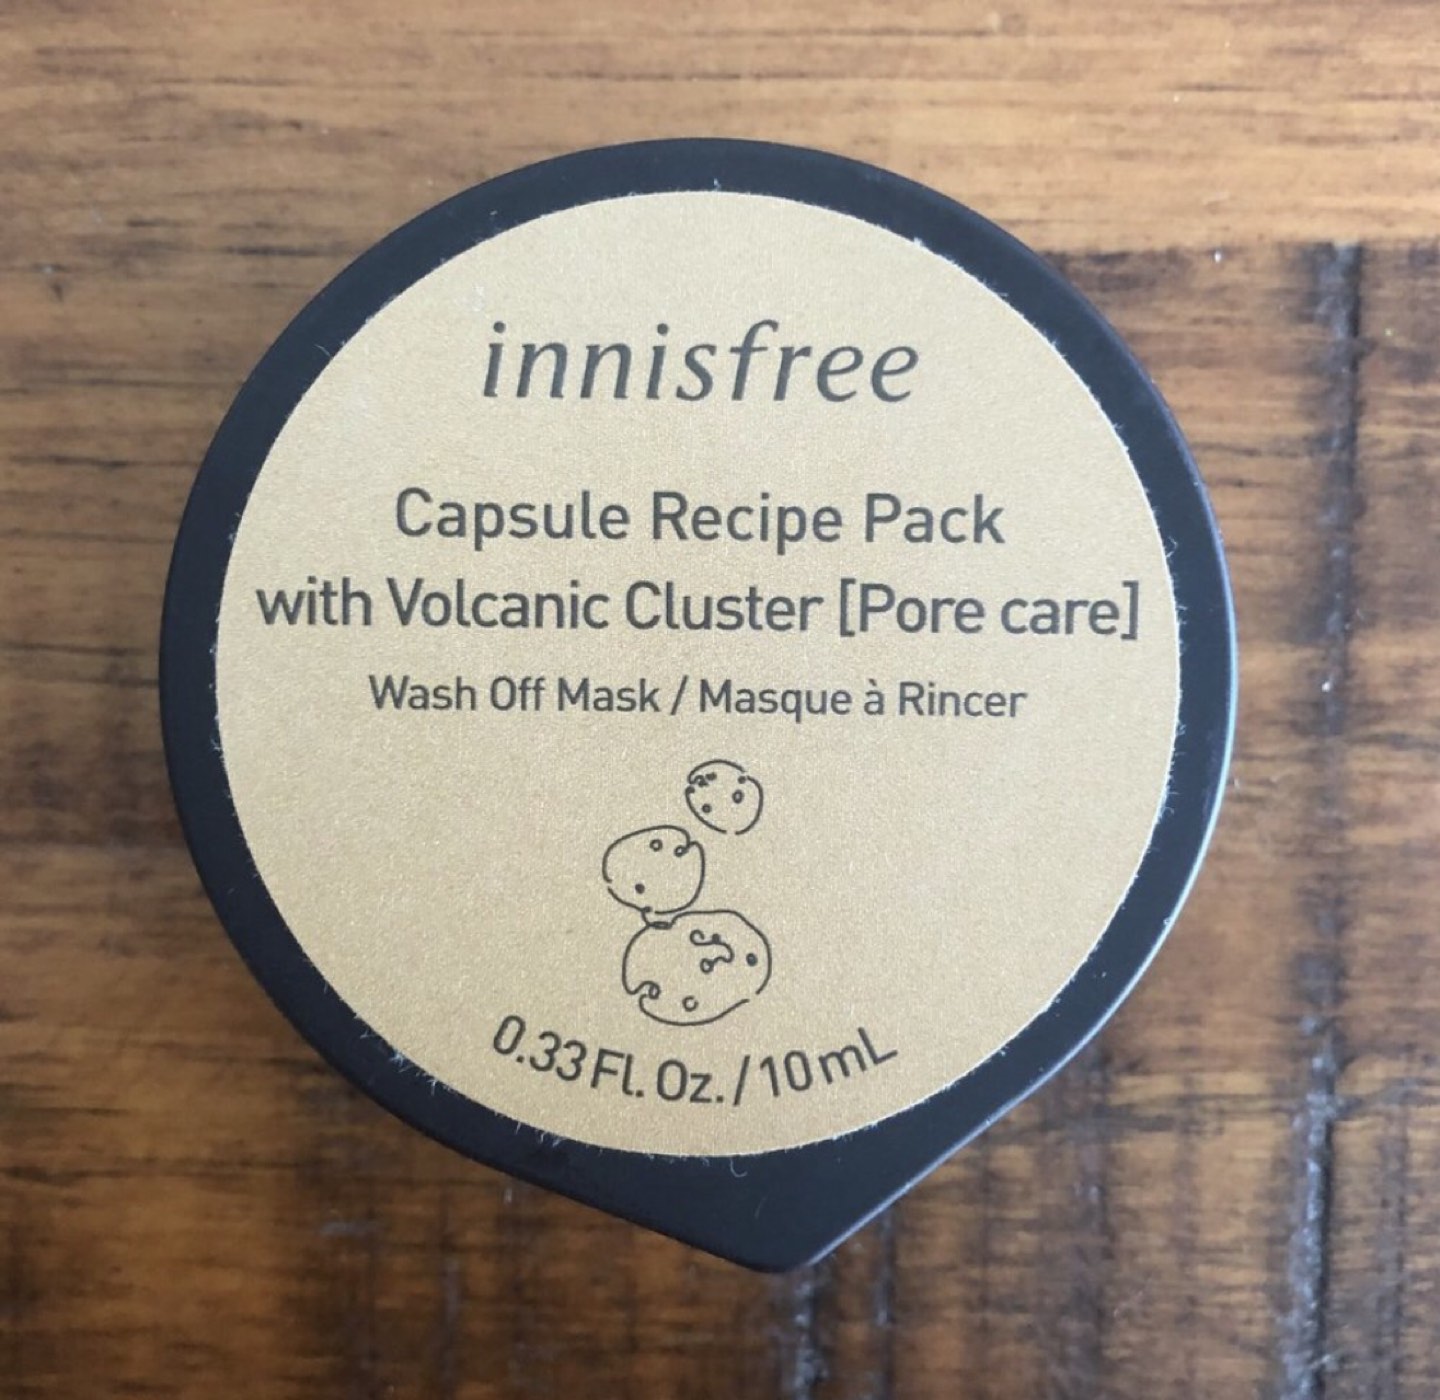 innisfree
Capsule Recipe Pack
with Volcanic Cluster [Pore care]
Wash Off Mask / Masque à Rincer
0.33 Fl. Oz. / 10 mL